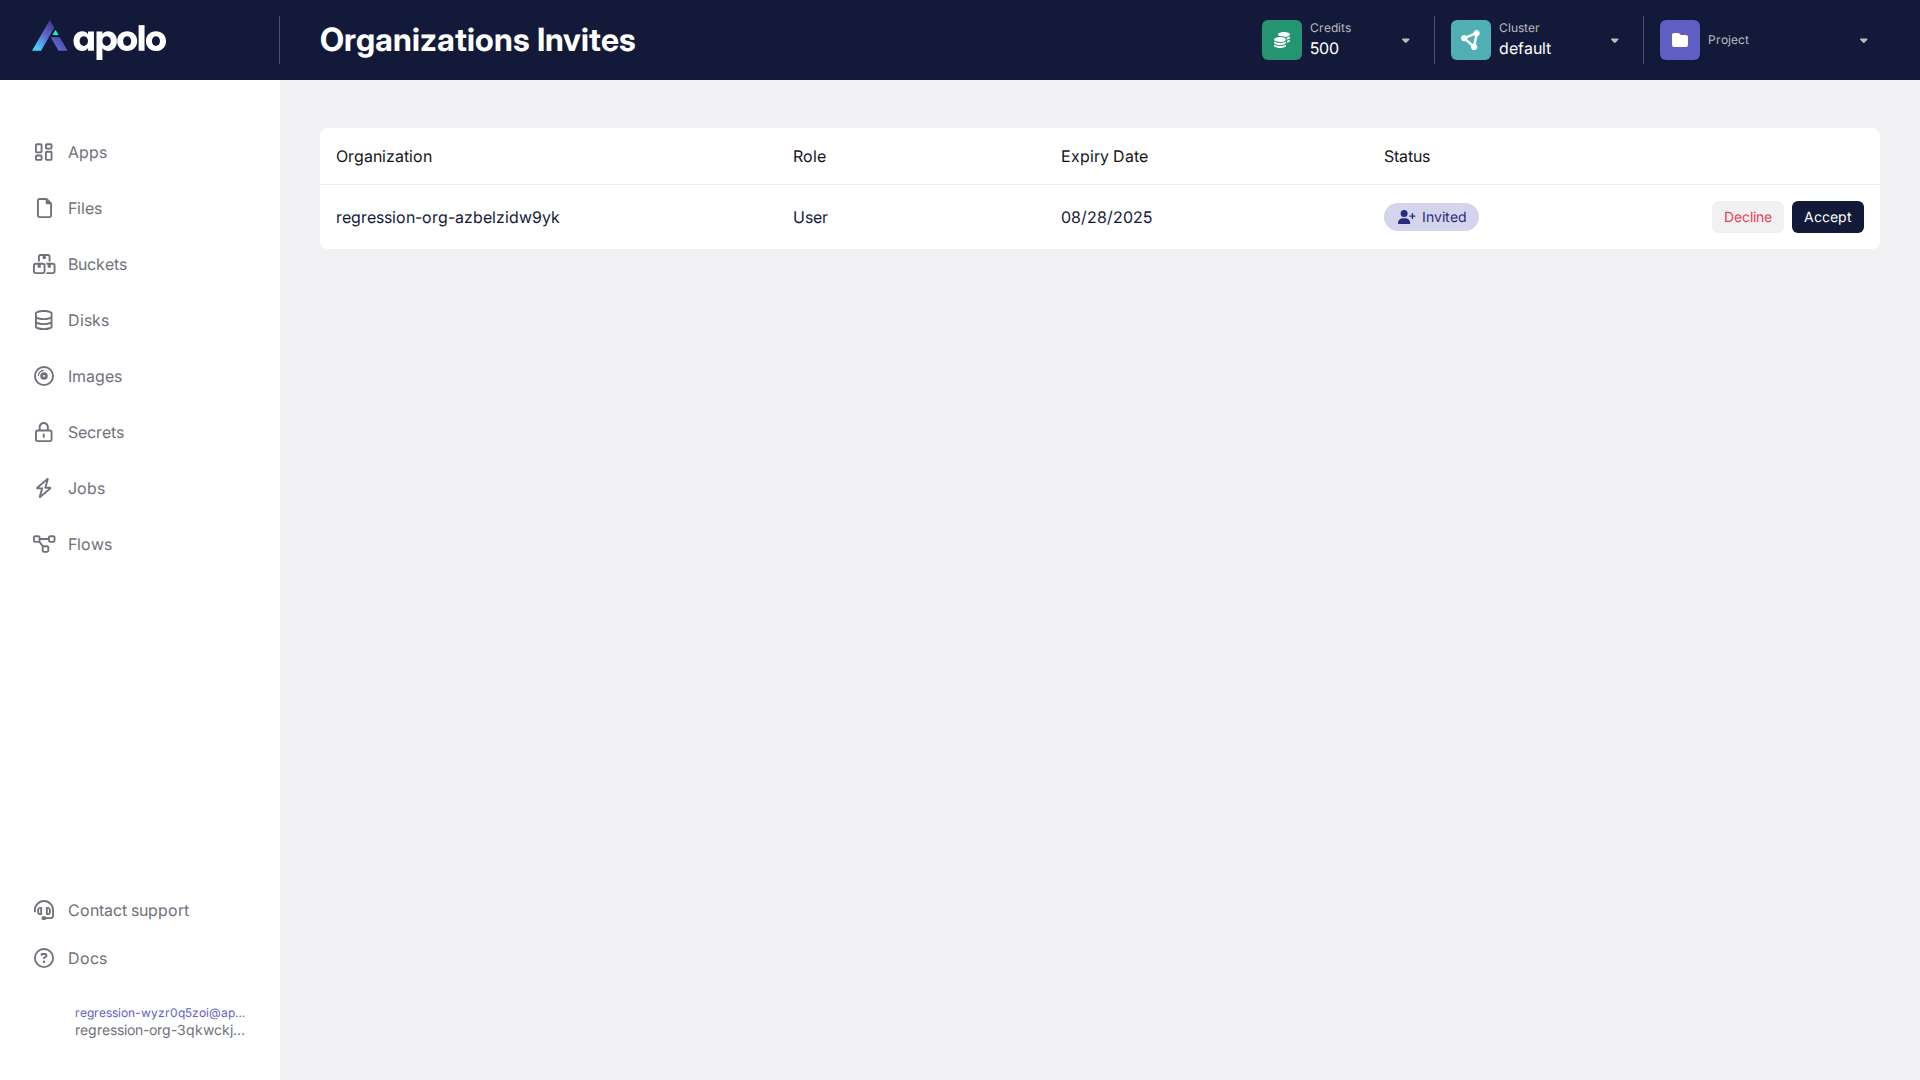 apolo
Organizations Invites
Credits
500
Cluster
default
Project
Apps
Files
Buckets
Disks
Images
Secrets
Jobs
Flows
Contact support
Docs
regression-wyzr0q5zoi@ap...
regression-org-3qkwckj...
Organization Role Expiry Date Status
regression-org-azbelzidw9yk User 08/28/2025 Invited Decline Accept